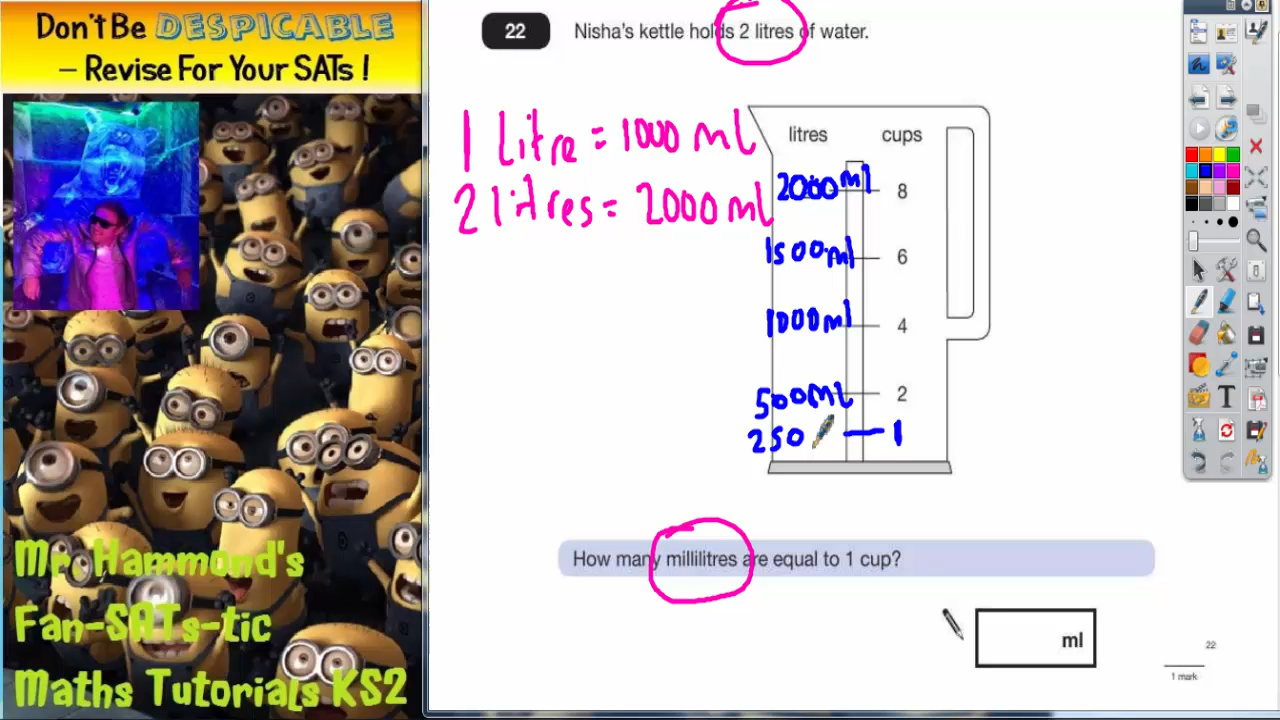 Don't Be DESPICABLE
– Revise For Your SATs !
Mr Hammond's
Fan-SATs-tic
Maths Tutorials KS2
22 Nisha's kettle holds 2 litres of water.
1 litre = 1000 ml
2 litres = 2000 ml
litres cups
2000ml 8
1500ml 6
1000ml 4
500ml 2
250 1
How many millilitres are equal to 1 cup?
ml
22
1 mark